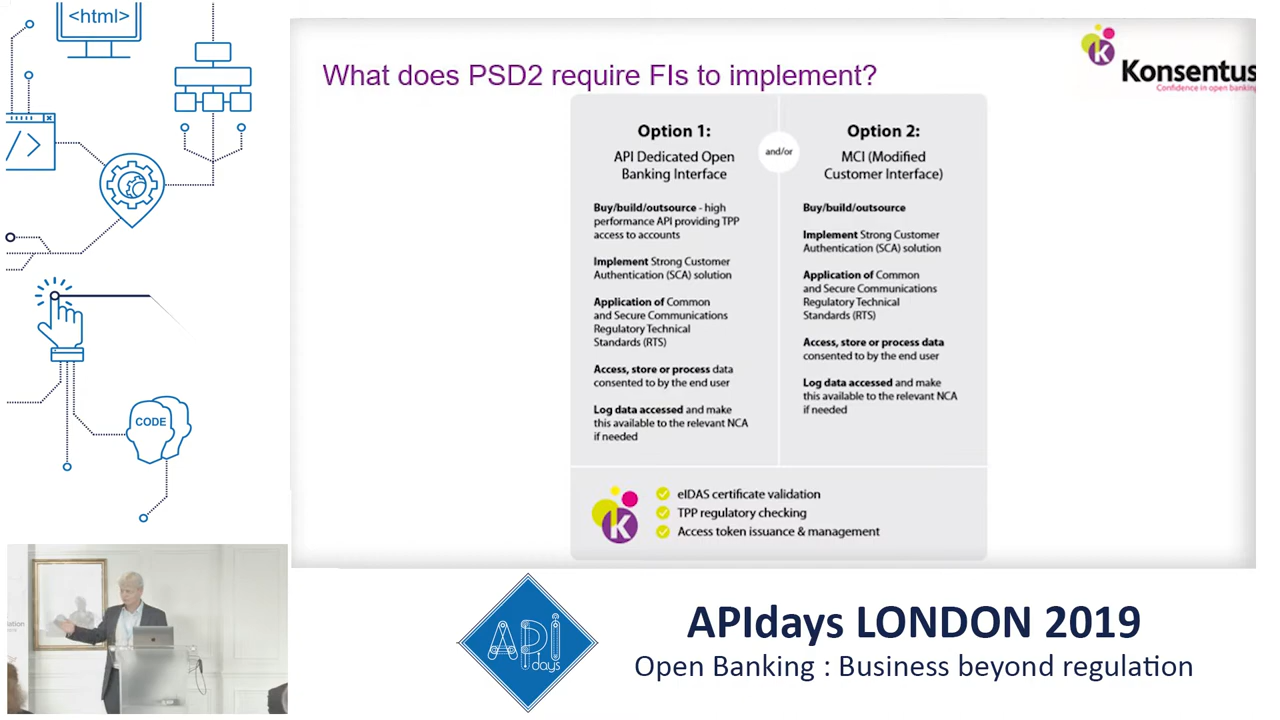 <html>
</>
CODE
What does PSD2 require FIs to implement?
K
Konsentus
Confidence in open banking
Option 1:
API Dedicated Open
Banking Interface
Buy/build/outsource - high
performance API providing TPP
access to accounts
Implement Strong Customer
Authentication (SCA) solution
Application of Common
and Secure Communications
Regulatory Technical
Standards (RTS)
Access, store or process data
consented to by the end user
Log data accessed and make
this available to the relevant NCA
if needed
and/or
Option 2:
MCI (Modified
Customer Interface)
Buy/build/outsource
Implement Strong Customer
Authentication (SCA) solution
Application of Common
and Secure Communications
Regulatory Technical
Standards (RTS)
Access, store or process data
consented to by the end user
Log data accessed and make
this available to the relevant NCA
if needed
K
eIDAS certificate validation
TPP regulatory checking
Access token issuance & management
API
days
APIdays LONDON 2019
Open Banking : Business beyond regulation